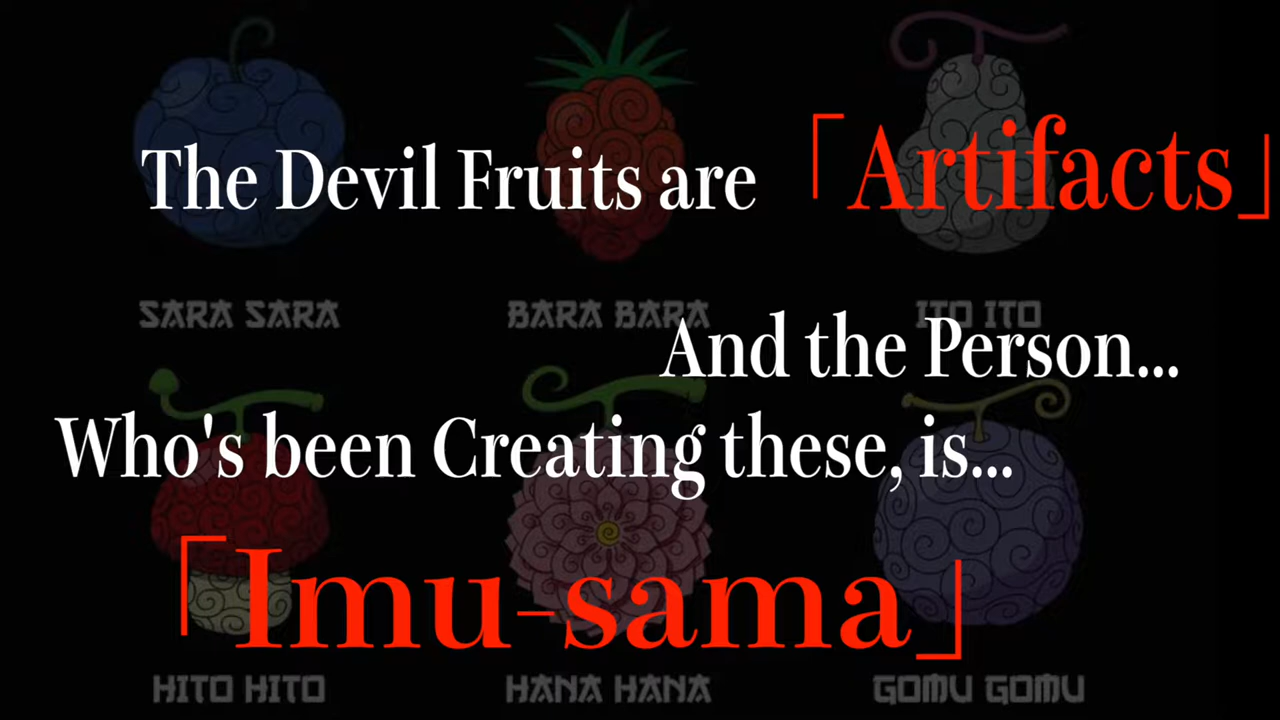 The Devil Fruits are 「Artifacts」
SARA SARA
BARA BARA
ITO ITO
And the Person...
Who's been Creating these, is...
「Imu-sama」
HITO HITO
HANA HANA
GOMU GOMU